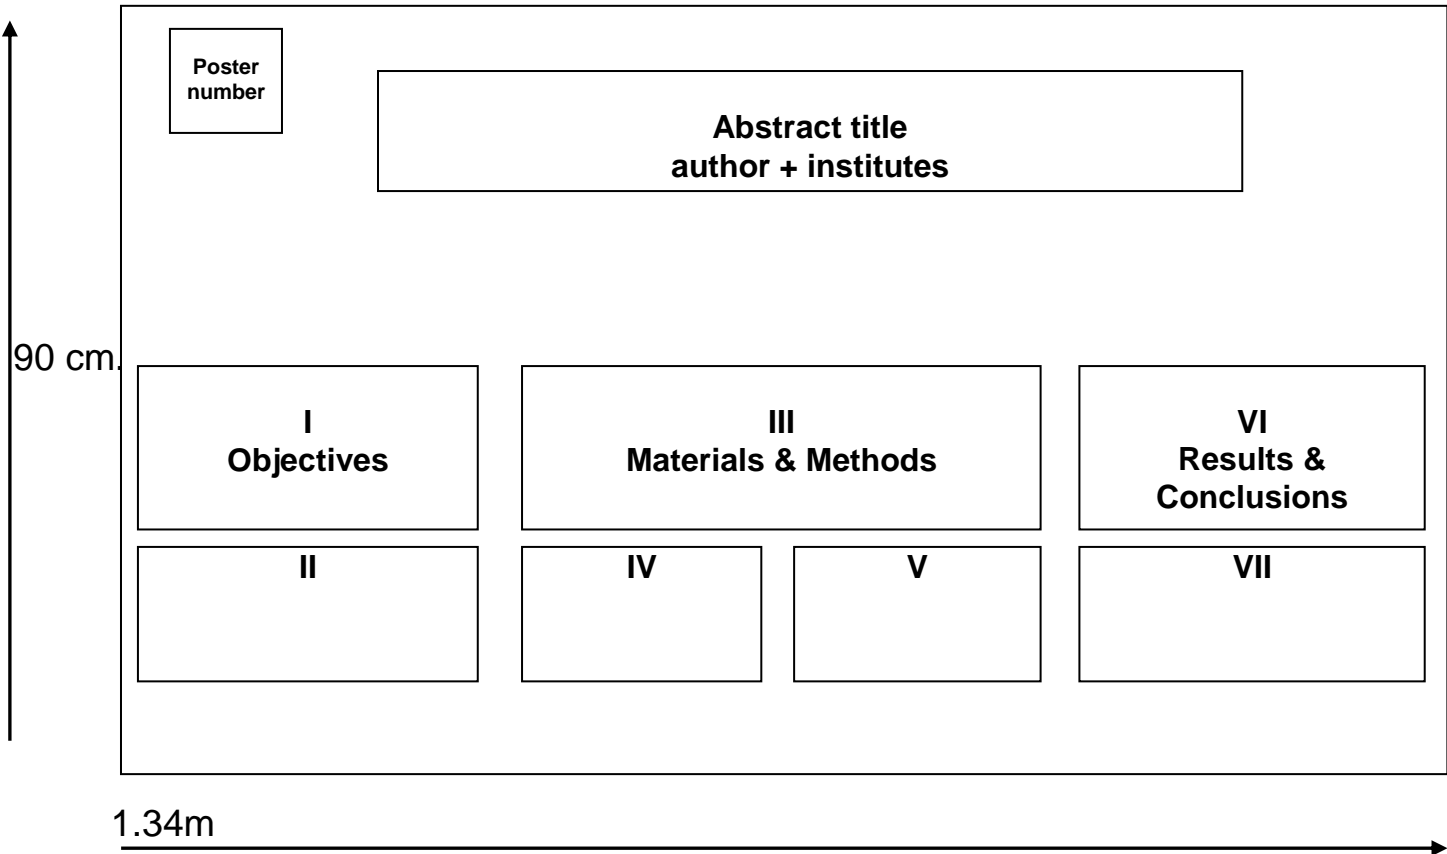 Poster
number
Abstract title
author + institutes
90 cm.
I
Objectives
III
Materials & Methods
VI
Results &
Conclusions
II
IV
V
VII
1.34m